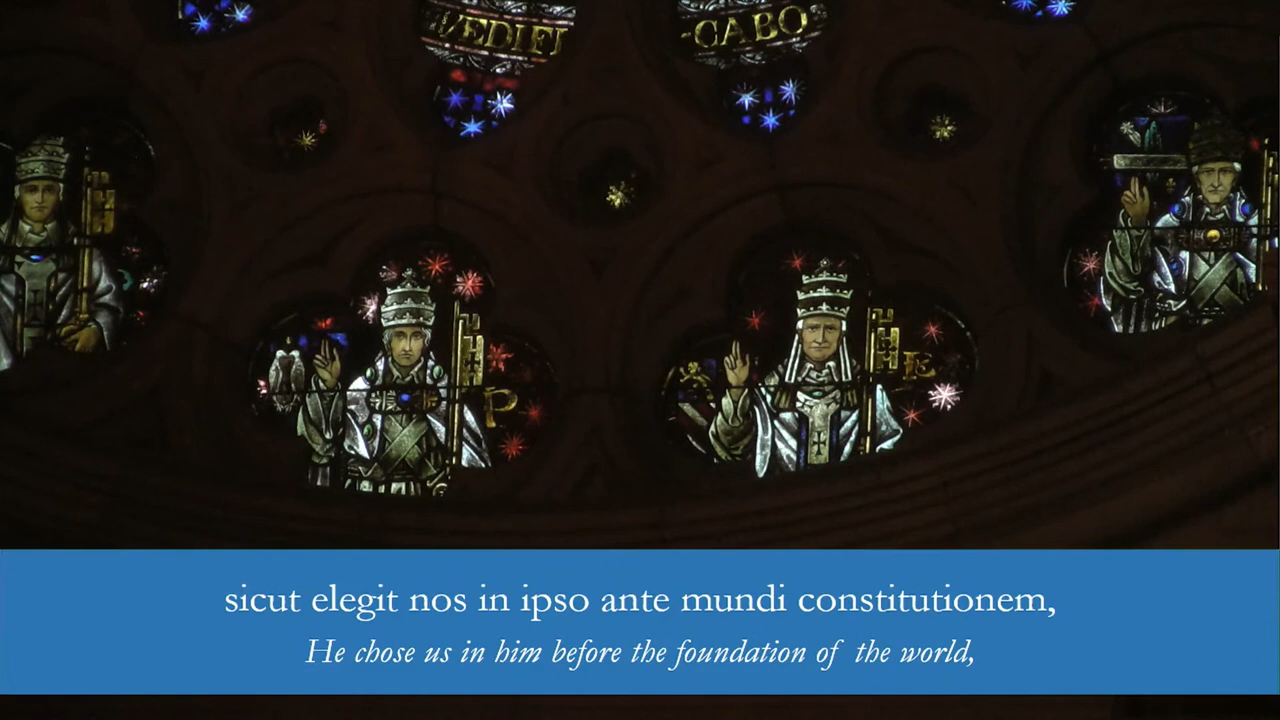 ÆDIFI
-CABO
P
E
sicut elegit nos in ipso ante mundi constitutionem,
He chose us in him before the foundation of the world,